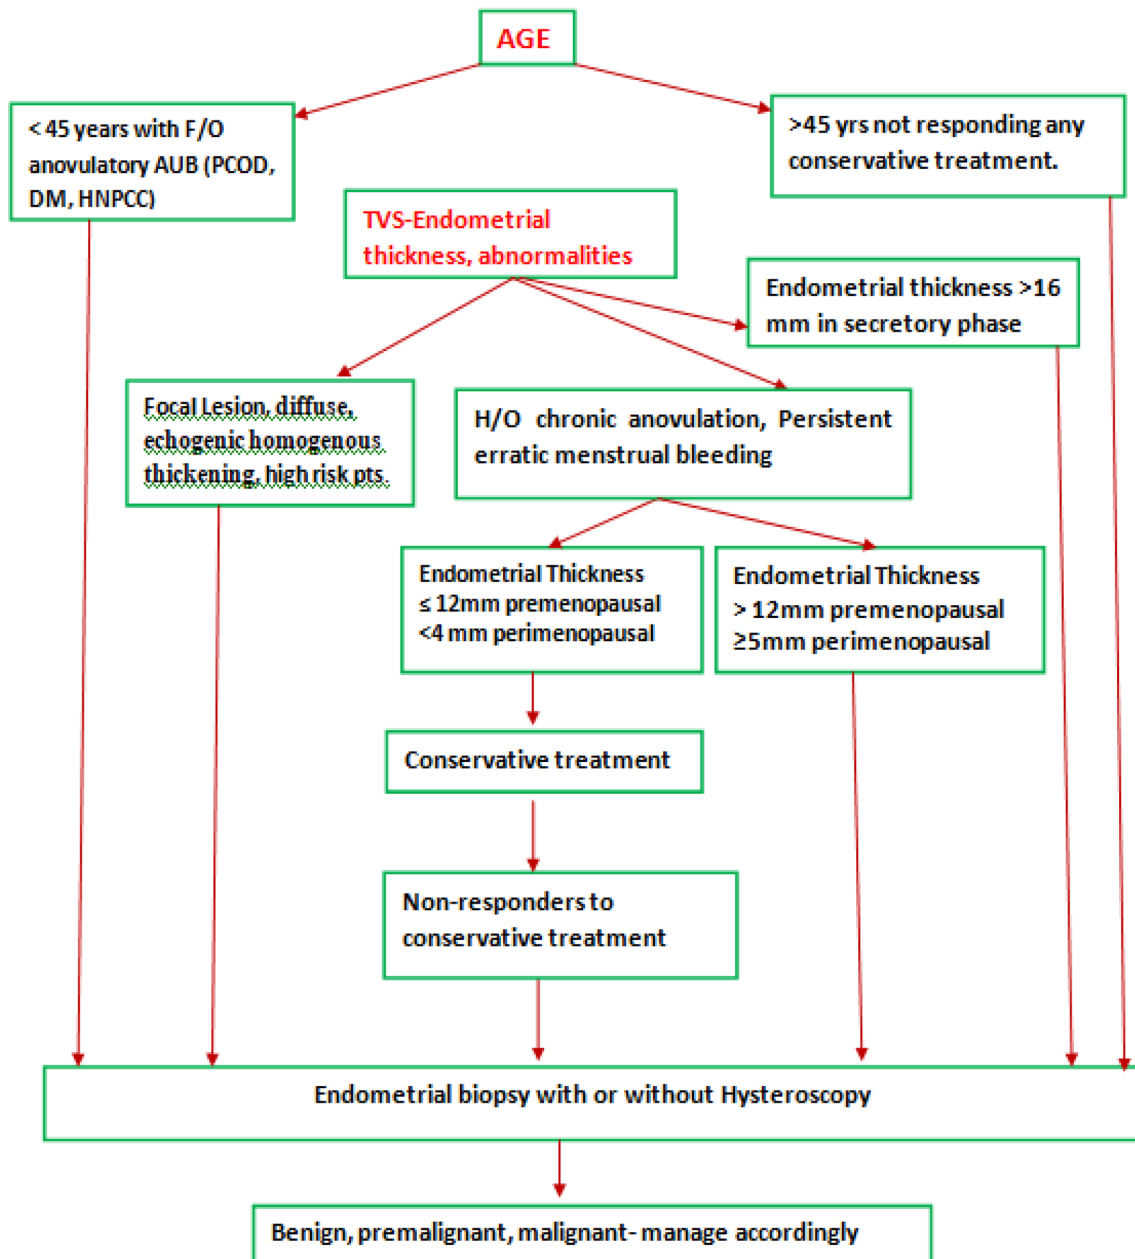 AGE
< 45 years with F/O
anovulatory AUB (PCOD,
DM, HNPCC)
>45 yrs not responding any
conservative treatment.
TVS-Endometrial
thickness, abnormalities
Endometrial thickness >16
mm in secretory phase
Focal Lesion, diffuse,
echogenic homogenous
thickening, high risk pts.
H/O chronic anovulation, Persistent
erratic menstrual bleeding
Endometrial Thickness
≤ 12mm premenopausal
<4 mm perimenopausal
Endometrial Thickness
> 12mm premenopausal
≥5mm perimenopausal
Conservative treatment
Non-responders to
conservative treatment
Endometrial biopsy with or without Hysteroscopy
Benign, premalignant, malignant- manage accordingly